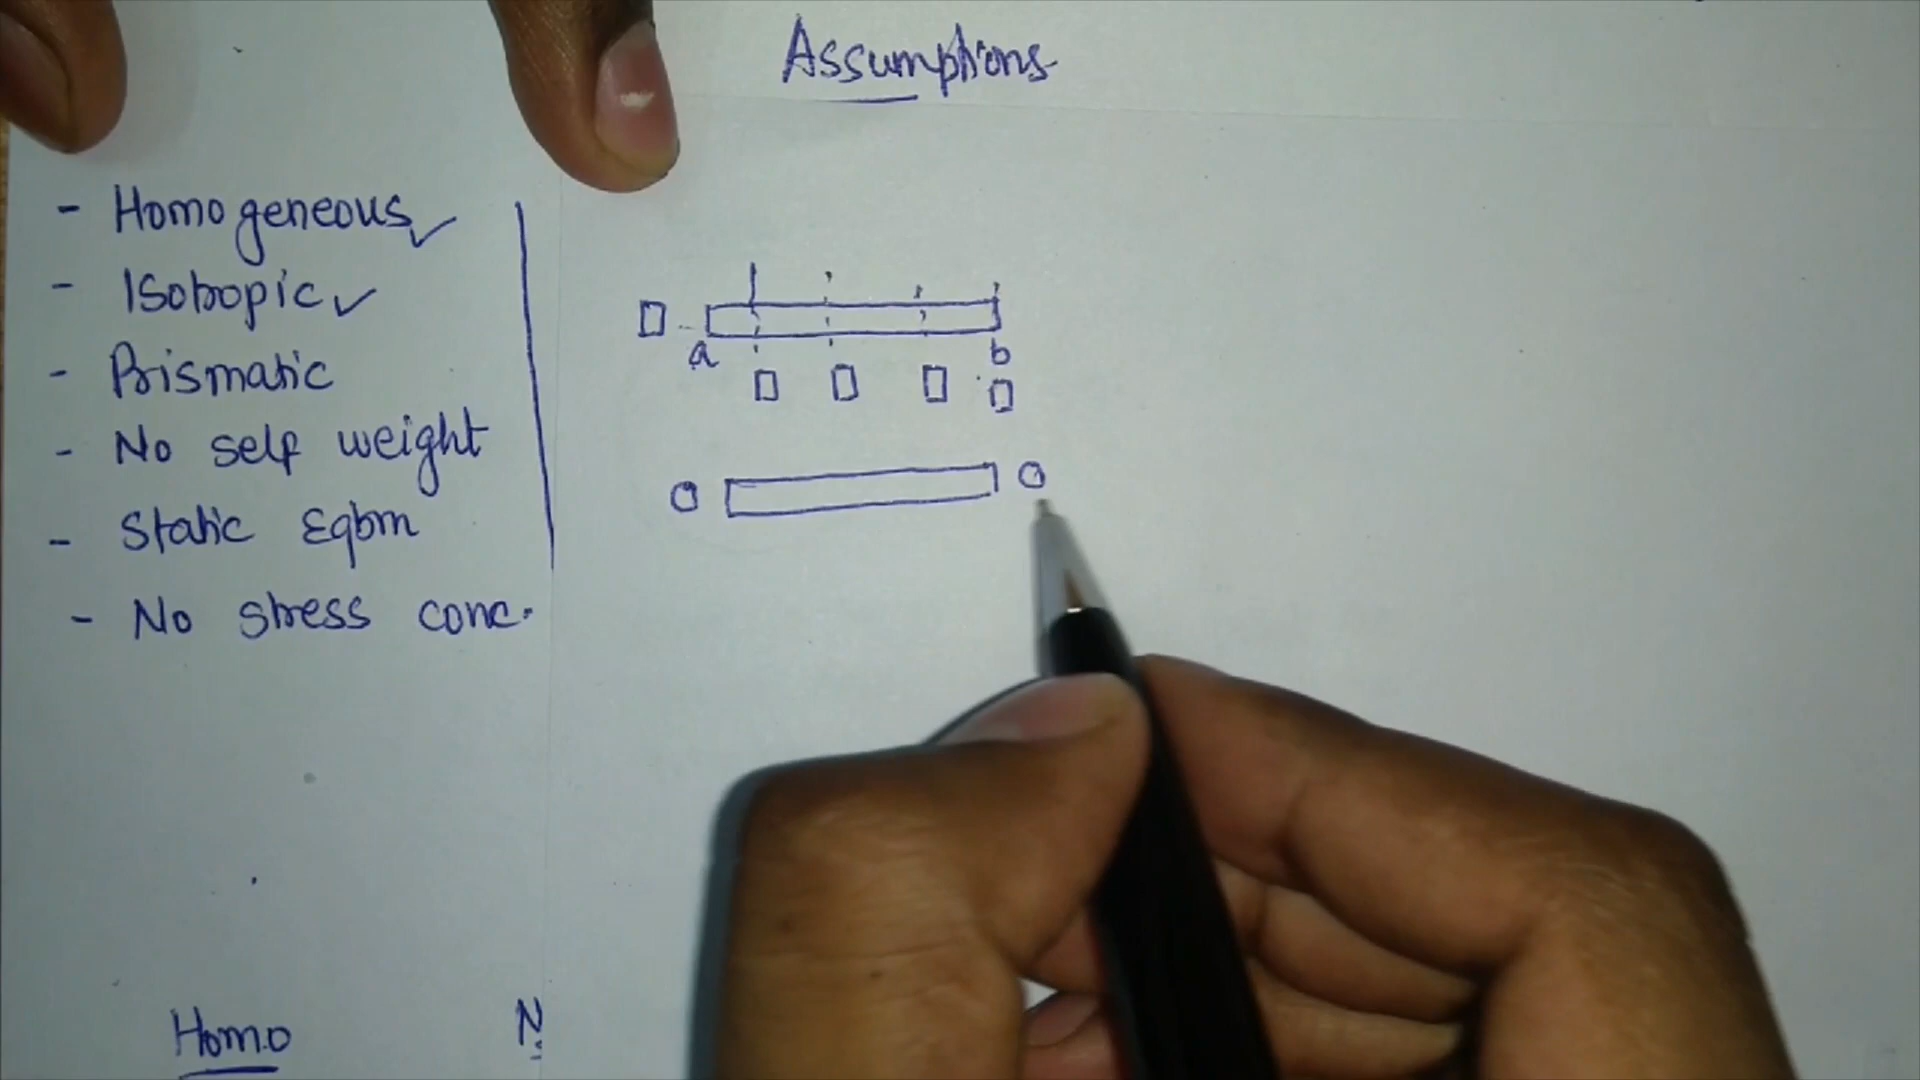 Assumptions
- Homogeneous ✓
- Isotropic ✓
- Prismatic
- No self weight
- Static Eqbm
- No stress conc.
a b
Homo N